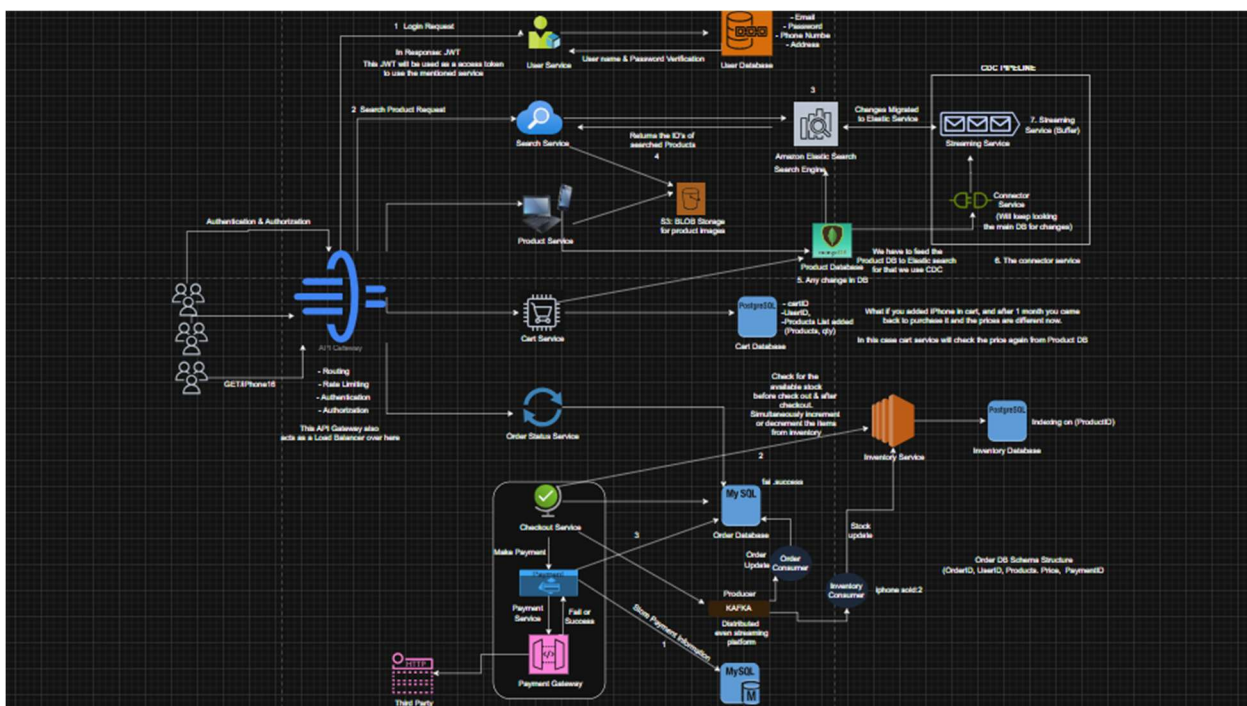 1 Login Request
In Response: JWT
This JWT will be used as a access token
to use the mentioned service
User Service
User name & Password Verification
User Database
- Email
- Password
- Phone Numbe
- Address
CDC PIPELINE
2 Search Product Request
Search Service
Returns the ID's of
searched Products
4
3
Amazon Elastic Search
Search Engine
Changes Migrated
to Elastic Service
Streaming Service
7. Streaming
Service (Buffer)
Connector
Service
(Will keep looking
the main DB for changes)
6. The connector service
Product Service
S3: BLOB Storage
for product images
Product Database
5. Any change in DB
We have to feed the
Product DB to Elastic search
for that we use CDC
Authentication & Authorization
API Gateway
GET/iPhone16
- Routing
- Rate Limiting
- Authentication
- Authorization
This API Gateway also
acts as a Load Balancer over here
Cart Service
PostgreSQL
Cart Database
- cartID
-UserID,
-Products List added
(Products, qty)
What if you added iPhone in cart, and after 1 month you came
back to purchase it and the prices are different now.
In this case cart service will check the price again from Product DB
Order Status Service
Check for the
available stock
before check out & after
checkout.
Simultaneously increment
or decrement the items
from Inventory
2
Inventory Service
PostgreSQL
Inventory Database
Indexing on (ProductID)
Checkout Service
My SQL
fail .success
Order Database
3
Make Payment
Payment
Service
Fail or
Success
Payment Gateway
HTTP
Third Party
Store Payment Information
1
MySQL
M
Producer
KAFKA
Distributed
even streaming
platform
Order
Update
Order
Consumer
Stock
update
Inventory
Consumer
iphone sold:2
Order DB Schema Structure
(OrderID, UserID, Products. Price, PaymentID